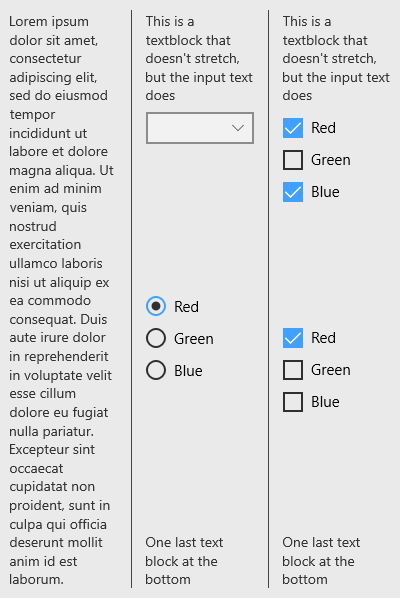 Lorem ipsum
dolor sit amet,
consectetur
adipiscing elit,
sed do eiusmod
tempor
incididunt ut
labore et dolore
magna aliqua. Ut
enim ad minim
veniam, quis
nostrud
exercitation
ullamco laboris
nisi ut aliquip ex
ea commodo
consequat. Duis
aute irure dolor
in reprehenderit
in voluptate velit
esse cillum
dolore eu fugiat
nulla pariatur.
Excepteur sint
occaecat
cupidatat non
proident, sunt in
culpa qui officia
deserunt mollit
anim id est
laborum.
This is a
textblock that
doesn't stretch,
but the input text
does
Red
Green
Blue
One last text
block at the
bottom
This is a
textblock that
doesn't stretch,
but the input text
does
Red
Green
Blue
Red
Green
Blue
One last text
block at the
bottom